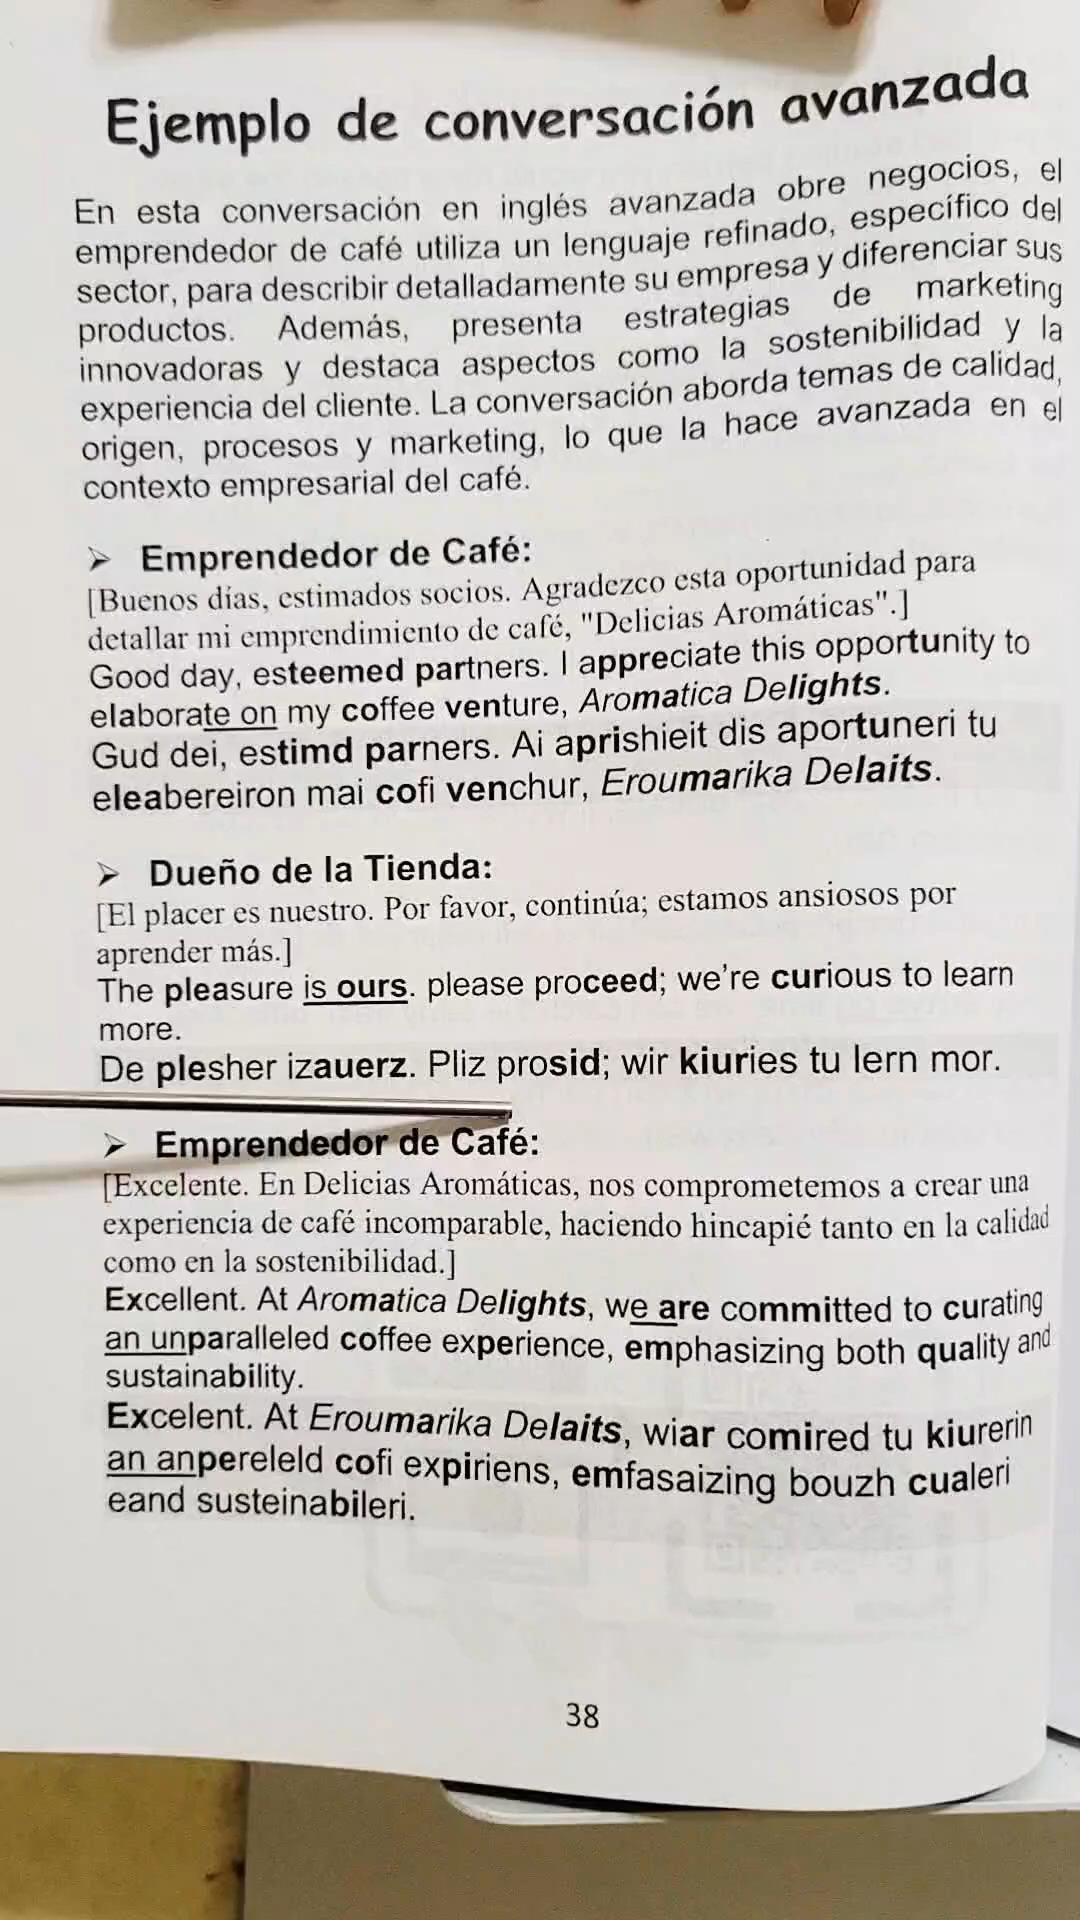 Ejemplo de conversación avanzada
En esta conversación en inglés avanzada obre negocios, el
emprendedor de café utiliza un lenguaje refinado, específico del
sector, para describir detalladamente su empresa y diferenciar sus
productos. Además, presenta estrategias de marketing
innovadoras y destaca aspectos como la sostenibilidad y la
experiencia del cliente. La conversación aborda temas de calidad,
origen, procesos y marketing, lo que la hace avanzada en el
contexto empresarial del café.
➢ Emprendedor de Café:
[Buenos días, estimados socios. Agradezco esta oportunidad para
detallar mi emprendimiento de café, "Delicias Aromáticas".]
Good day, esteemed partners. I appreciate this opportunity to
elaborate on my coffee venture, Aromatica Delights.
Gud dei, estimd parners. Ai aprishieit dis aportuneri tu
eleabereiron mai cofi venchur, Eroumarika Delaits.
➢ Dueño de la Tienda:
[El placer es nuestro. Por favor, continúa; estamos ansiosos por
aprender más.]
The pleasure is ours. please proceed; we're curious to learn
more.
De plesher izauerz. Pliz prosid; wir kiuries tu lern mor.
➢ Emprendedor de Café:
[Excelente. En Delicias Aromáticas, nos comprometemos a crear una
experiencia de café incomparable, haciendo hincapié tanto en la calidad
como en la sostenibilidad.]
Excellent. At Aromatica Delights, we are committed to curating
an unparalleled coffee experience, emphasizing both quality and
sustainability.
Excelent. At Eroumarika Delaits, wiar comired tu kiurerin
an anpereleld cofi expiriens, emfasaizing bouzh cualeri
eand susteinabileri.
38